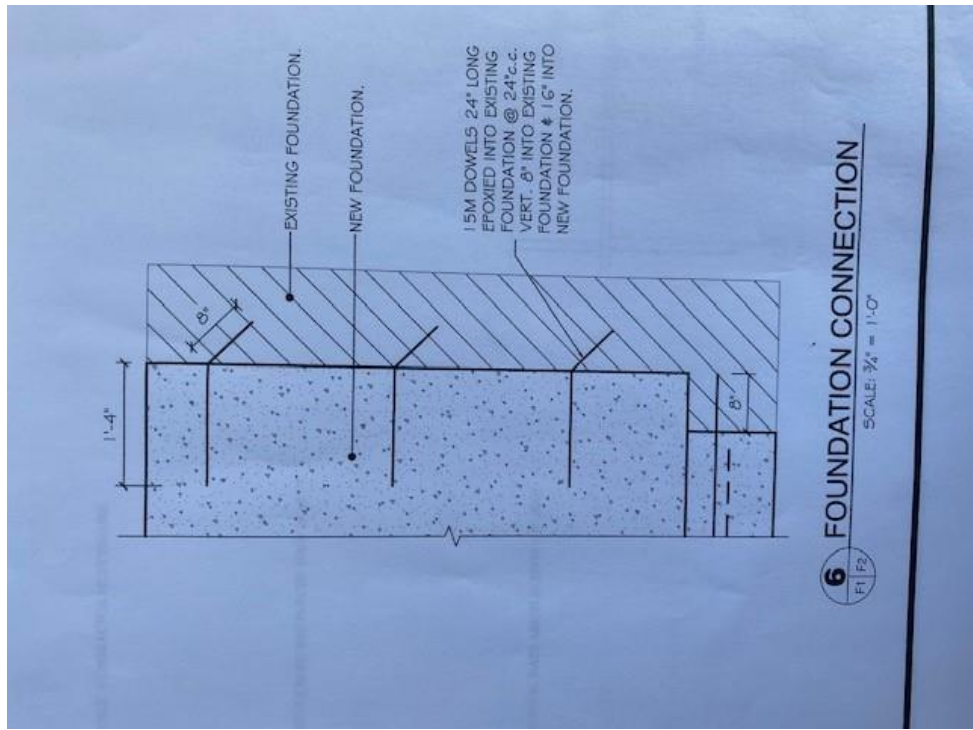 EXISTING FOUNDATION.
NEW FOUNDATION.
15M DOWELS 24" LONG
EPOXIED INTO EXISTING
FOUNDATION @ 24"c.c.
VERT. 8" INTO EXISTING
FOUNDATION & 16" INTO
NEW FOUNDATION.
1'-4"
8"
8"
6 FOUNDATION CONNECTION
F1 F2
SCALE: ¾" = 1'-0"